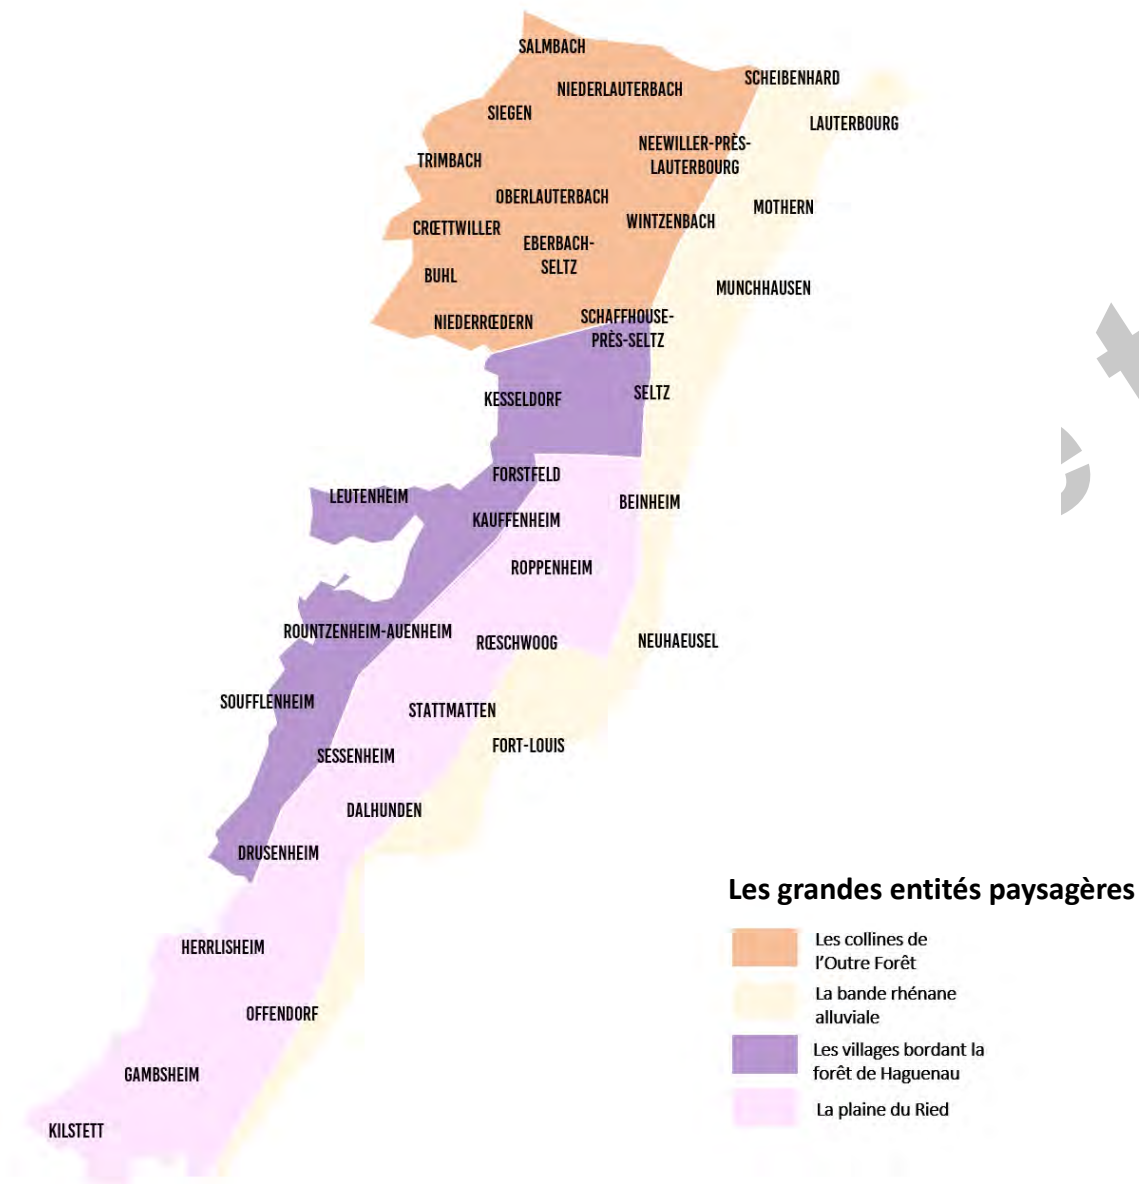 SALMBACH
SCHEIBENHARD
NIEDERLAUTERBACH
SIEGEN
LAUTERBOURG
NEEWILLER-PRÈS-
LAUTERBOURG
TRIMBACH
OBERLAUTERBACH
MOTHERN
WINTZENBACH
CRŒTTWILLER
EBERBACH-
SELTZ
BUHL
MUNCHHAUSEN
NIEDERRŒDERN
SCHAFFHOUSE-
PRÈS-SELTZ
KESSELDORF
SELTZ
FORSTFELD
LEUTENHEIM
BEINHEIM
KAUFFENHEIM
ROPPENHEIM
ROUNTZENHEIM-AUENHEIM
RŒSCHWOOG
NEUHAEUSEL
SOUFFLENHEIM
STATTMATTEN
FORT-LOUIS
SESSENHEIM
DALHUNDEN
DRUSENHEIM
HERRLISHEIM
OFFENDORF
GAMBSHEIM
KILSTETT
Les grandes entités paysagères
Les collines de
l'Outre Forêt
La bande rhénane
alluviale
Les villages bordant la
forêt de Haguenau
La plaine du Ried